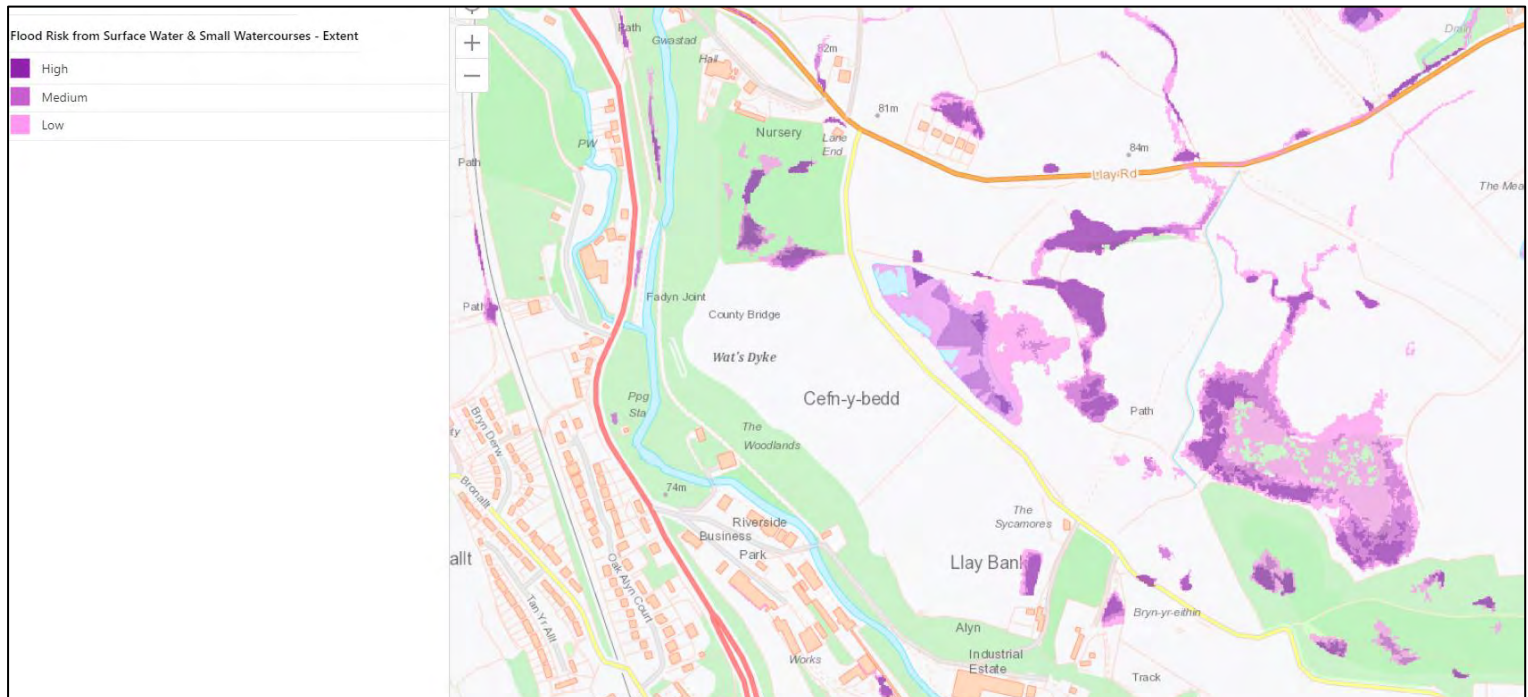 Flood Risk from Surface Water & Small Watercourses - Extent
High
Medium
Low
Path
Gwastad
Hall
82m
Drain
81m
Nursery
Lane
End
PW
Path
84m
Llay Rd
The Mea
Path
Fadyn Joint
County Bridge
Wat's Dyke
Cefn-y-bedd
Ppg
Sta
Path
The
Woodlands
Bryn Derw
ity
Bronallt
74m
Riverside
Business
Park
The
Sycamores
allt
Oak Alyn Court
Llay Bank
Tan Yr Allt
Bryn-yr-eithin
Alyn
Industrial
Estate
Works
Track